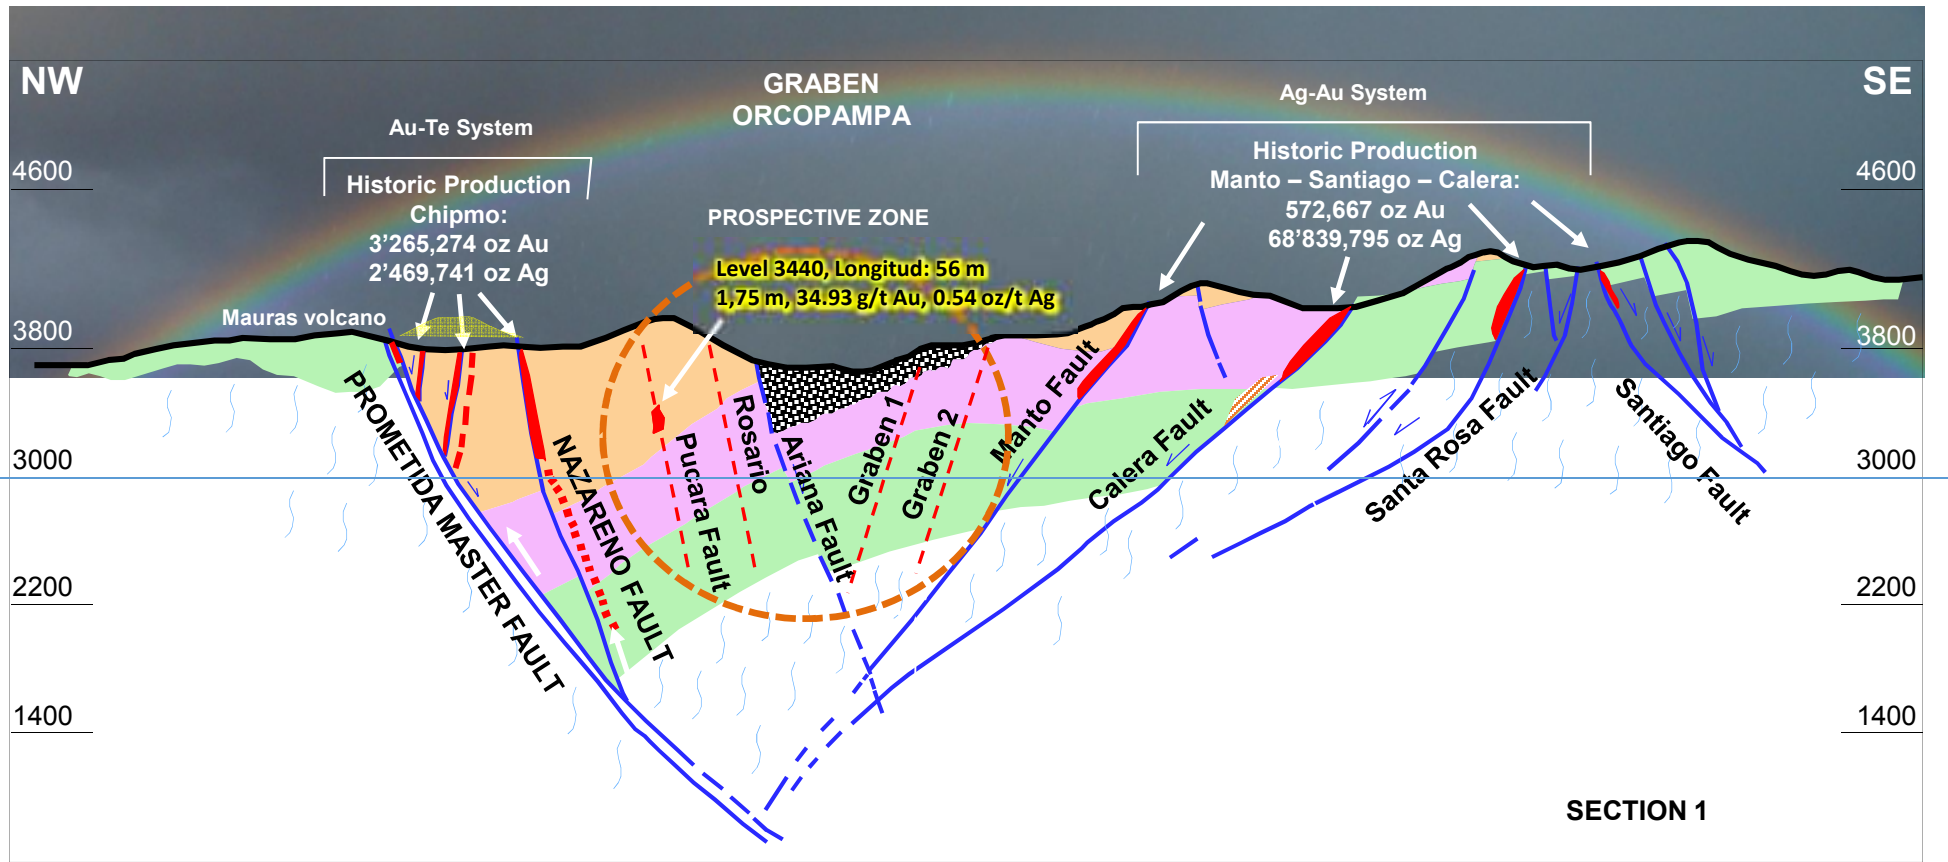 NW
GRABEN
ORCOPAMPA
SE
Au-Te System
Ag-Au System
Historic Production
Chipmo:
3’265,274 oz Au
2’469,741 oz Ag
Historic Production
Manto – Santiago – Calera:
572,667 oz Au
68’839,795 oz Ag
PROSPECTIVE ZONE
Level 3440, Longitud: 56 m
1,75 m, 34.93 g/t Au, 0.54 oz/t Ag
Mauras volcano
4600
3800
3000
2200
1400
4600
3800
3000
2200
1400
PROMETIDA MASTER FAULT
NAZARENO FAULT
Pucara Fault
Rosario
Ariana Fault
Graben 1
Graben 2
Manto Fault
Calera Fault
Santa Rosa Fault
Santiago Fault
SECTION 1